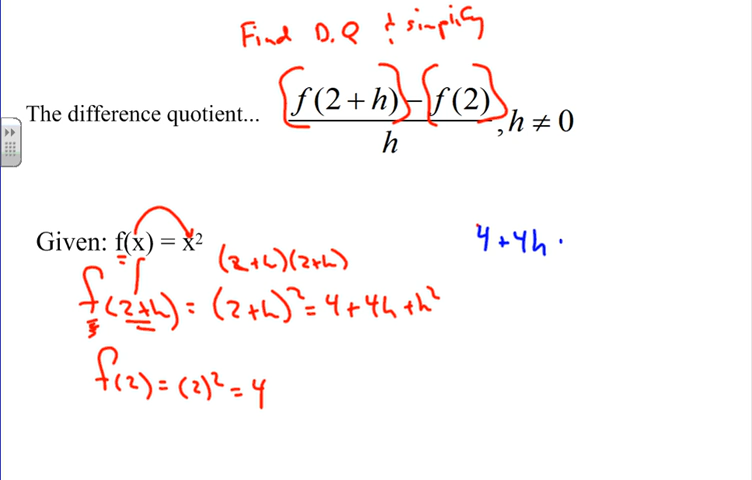 Find D.Q & simplify
The difference quotient... [f(2 + h)] − [f(2)] / h , h ≠ 0
Given: f(x) = x²
4 + 4h ·
(2+h)(2+h)
f(2+h) = (2+h)² = 4 + 4h + h²
f(2) = (2)² = 4